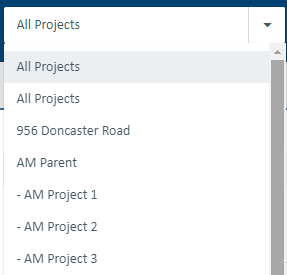 All Projects
All Projects
All Projects
956 Doncaster Road
AM Parent
- AM Project 1
- AM Project 2
- AM Project 3